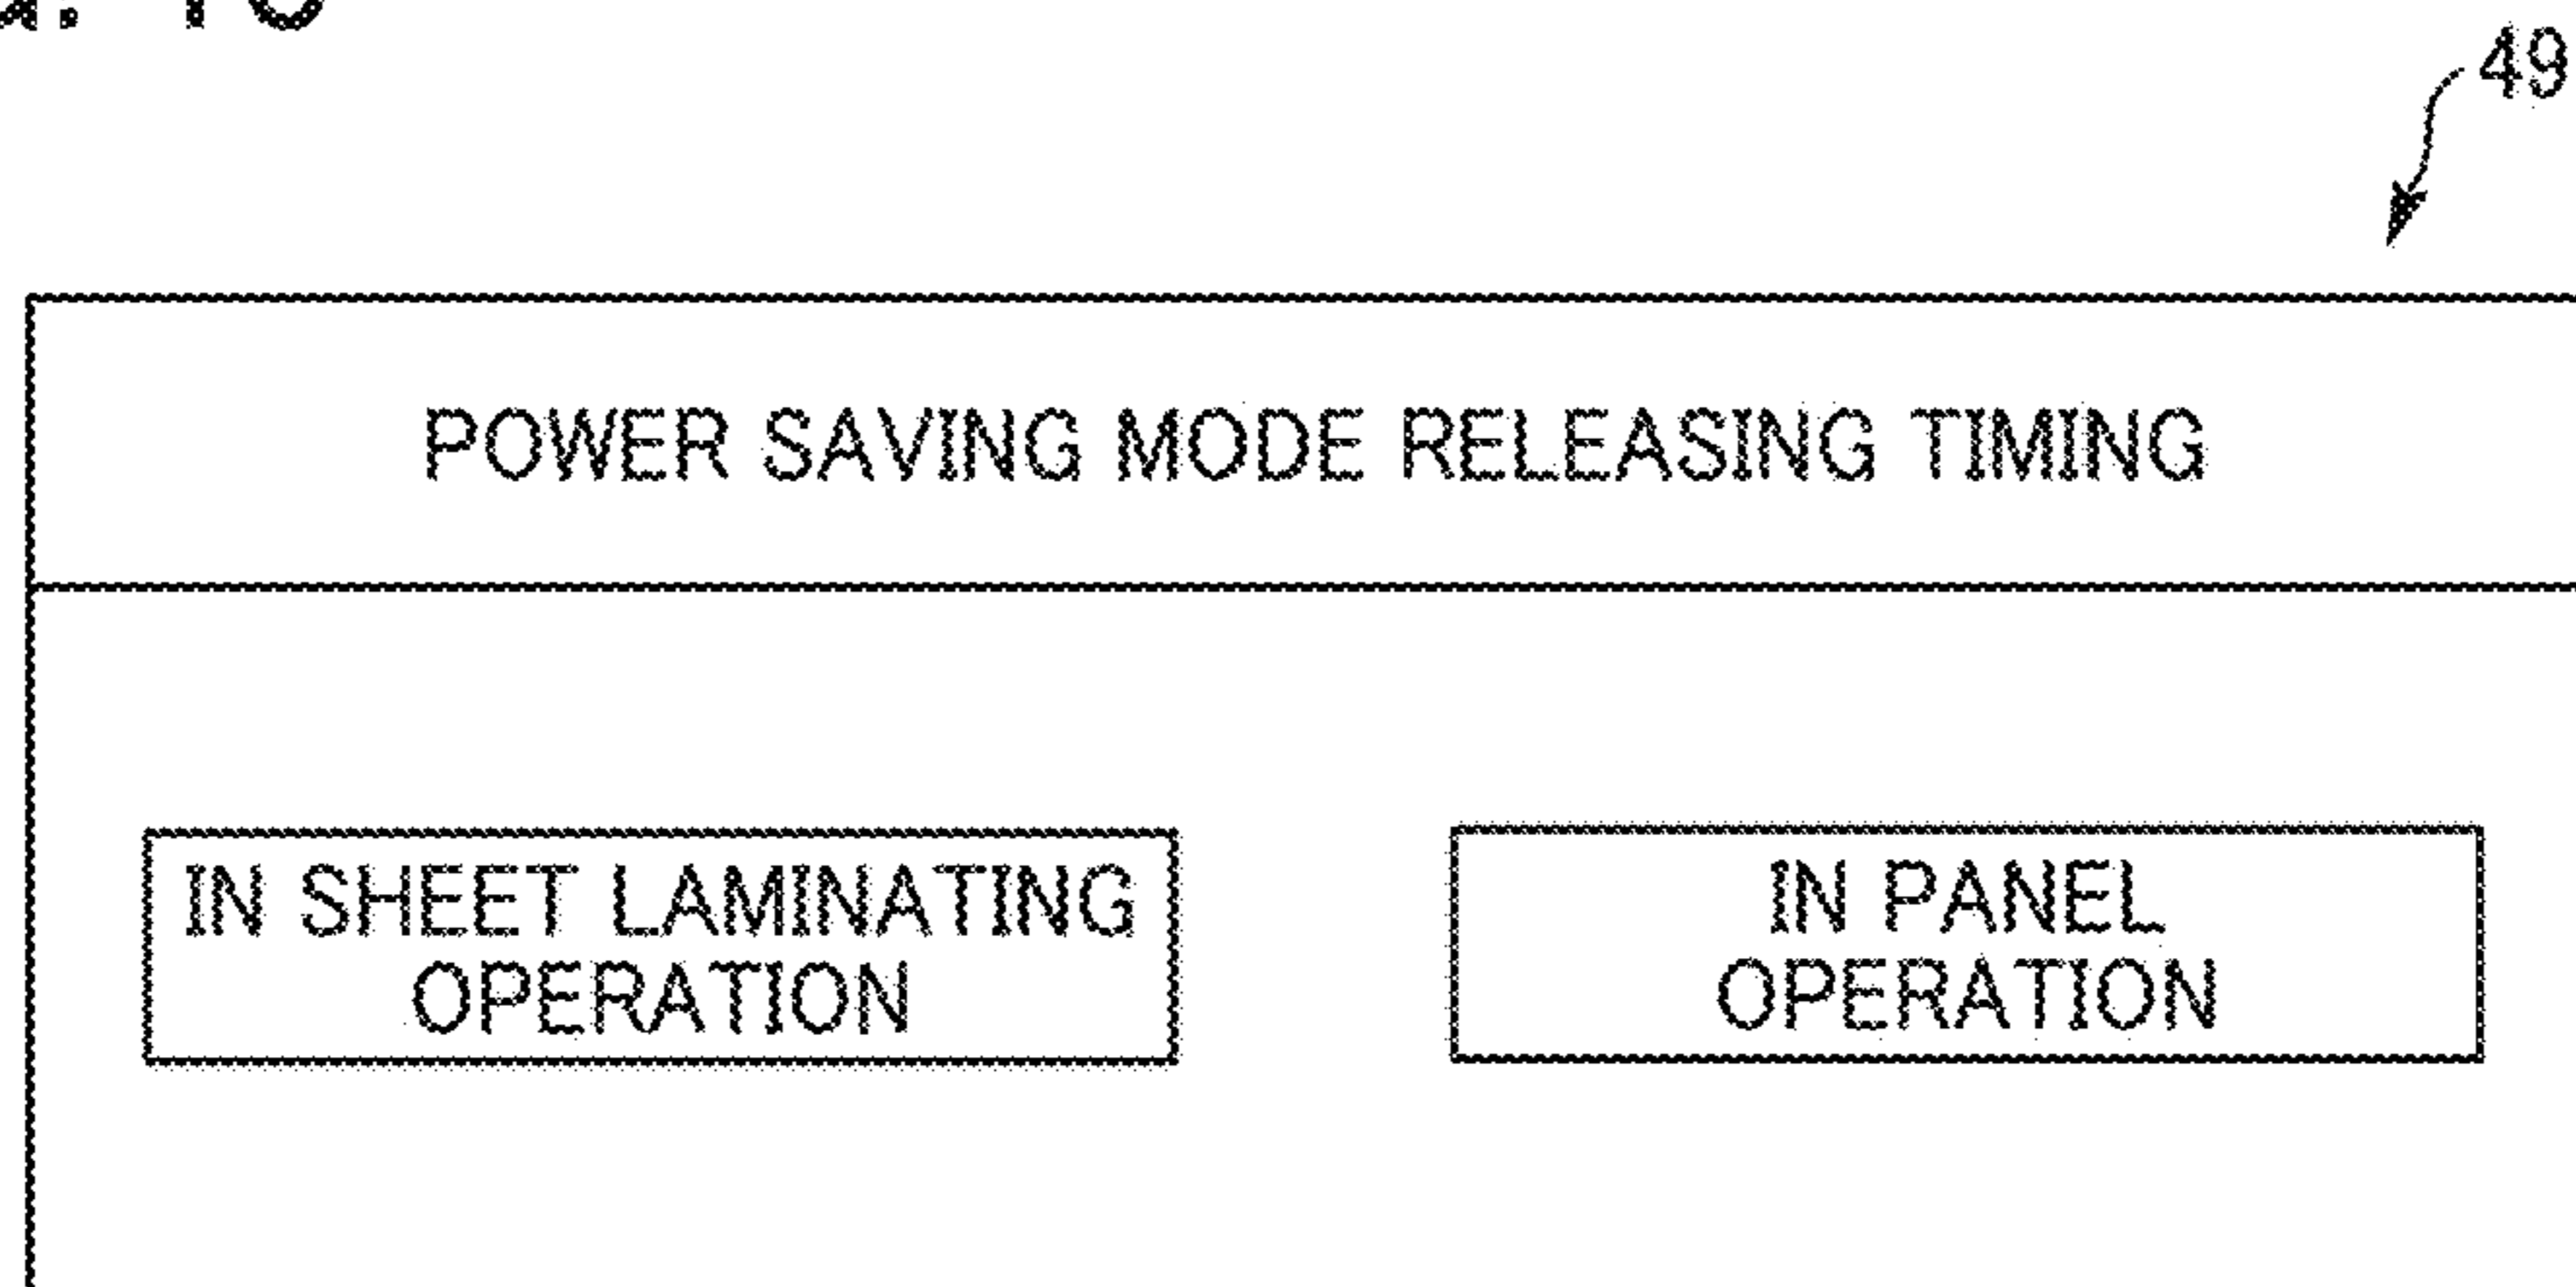 49
POWER SAVING MODE RELEASING TIMING
IN SHEET LAMINATING
OPERATION
IN PANEL
OPERATION